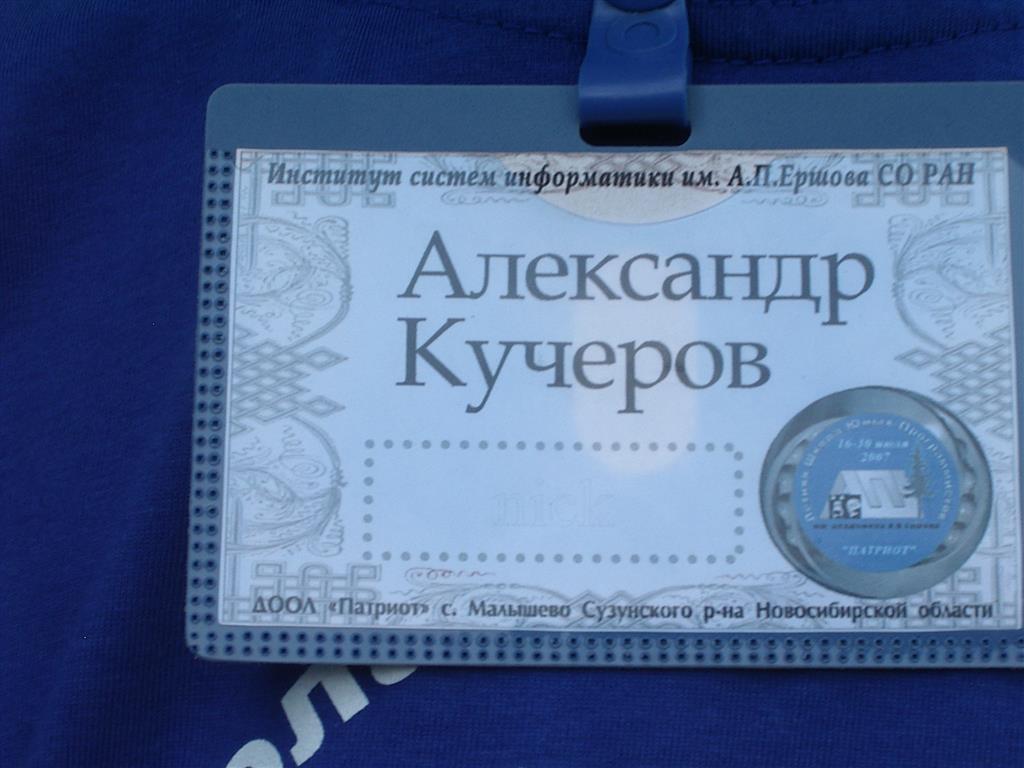 Институт систем информатики им. А.П.Ершова СО РАН
Александр
Кучеров
nick
Летняя Школа Юных Программистов
16-30 июля
2007
"ПАТРИОТ"
ДООЛ «Патриот» с. Малышево Сузунского р-на Новосибирской области